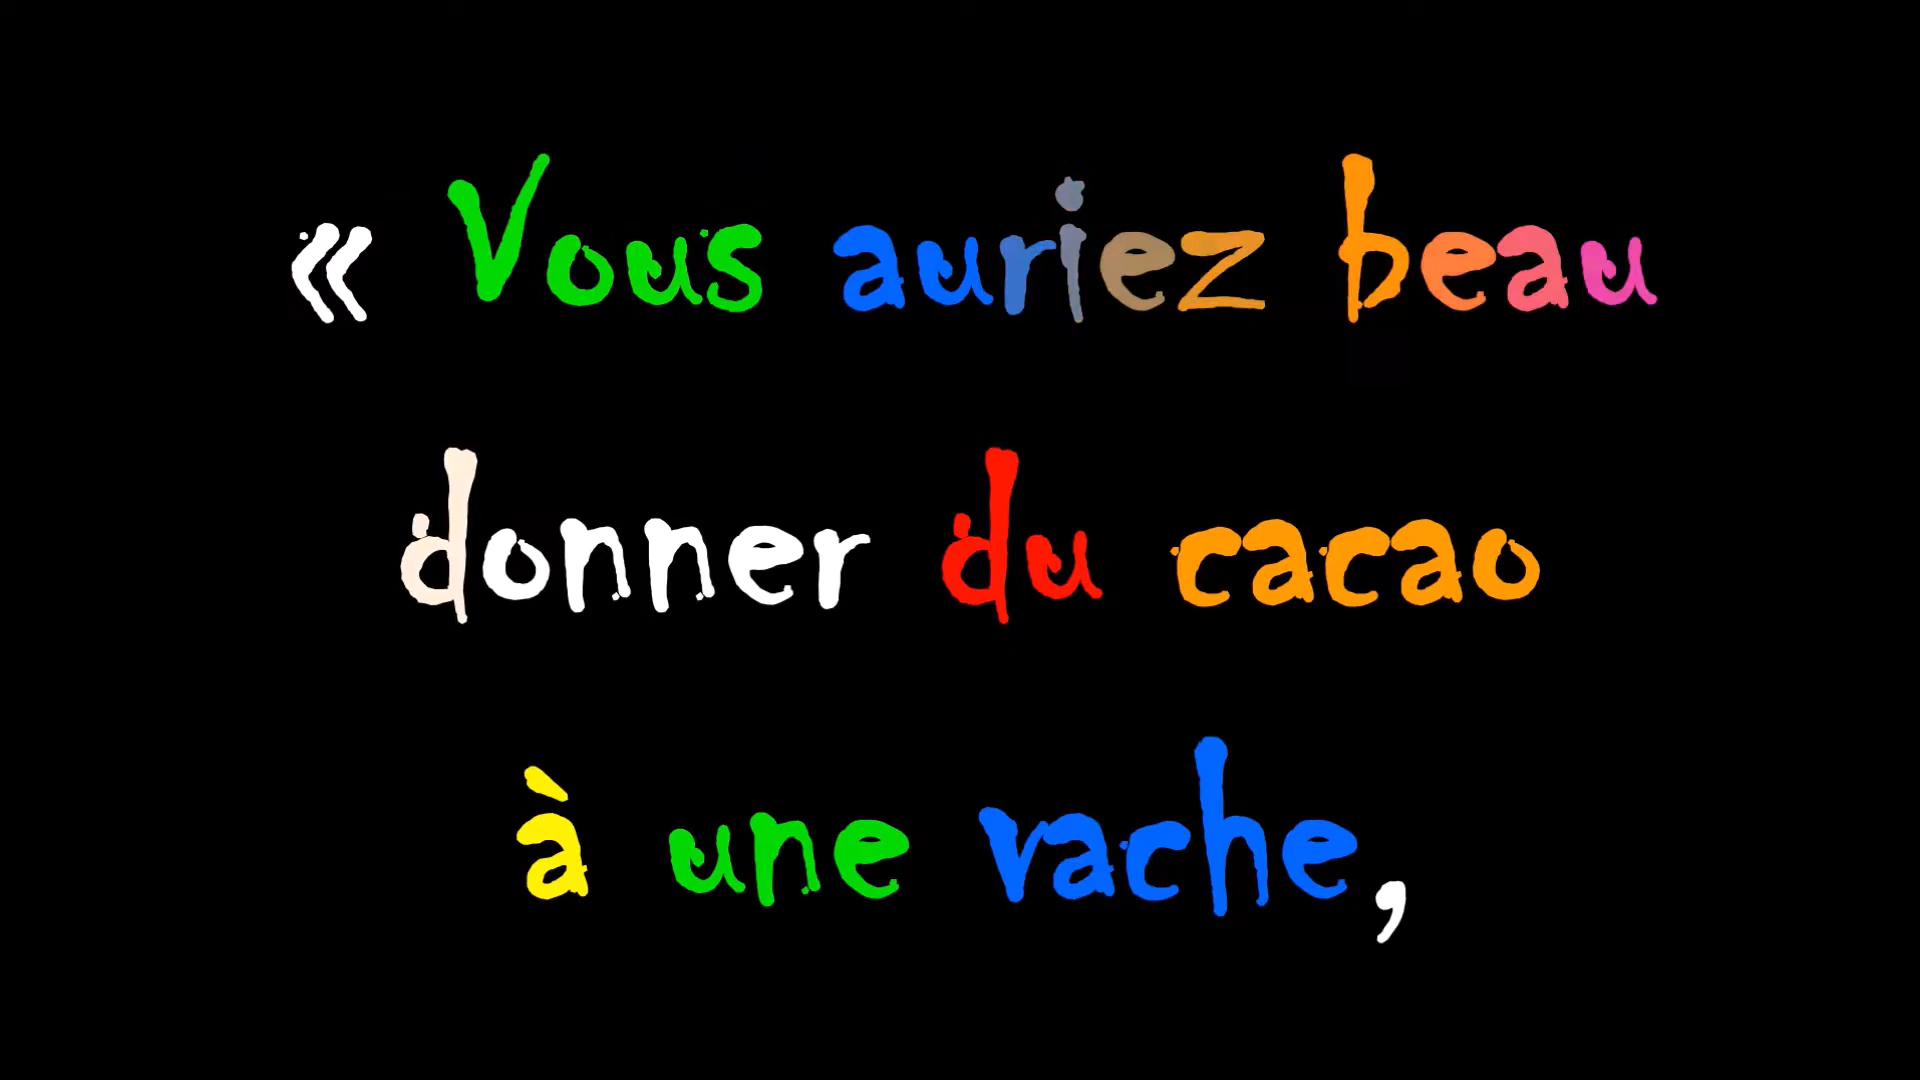 « Vous auriez beau
donner du cacao
à une vache,